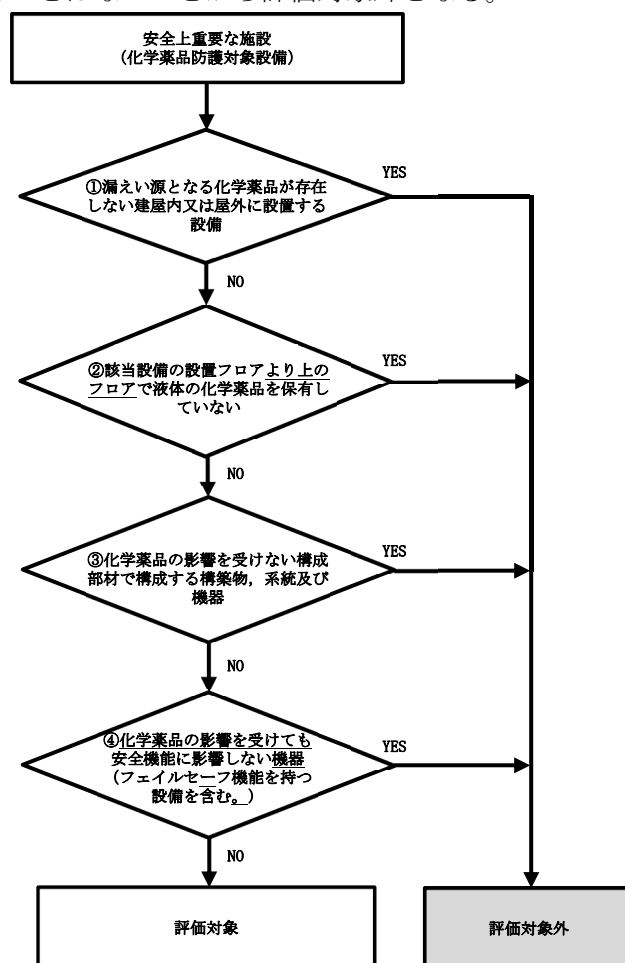 安全上重要な施設
（化学薬品防護対象設備）
①漏えい源となる化学薬品が存在
しない建屋内又は屋外に設置する
設備
YES
NO
②該当設備の設置フロアより上の
フロアで液体の化学薬品を保有し
ていない
YES
NO
③化学薬品の影響を受けない構成
部材で構成する構築物，系統及び
機器
YES
NO
④化学薬品の影響を受けても
安全機能に影響しない機器
（フェイルセーフ機能を持つ
設備を含む。）
YES
NO
評価対象
評価対象外